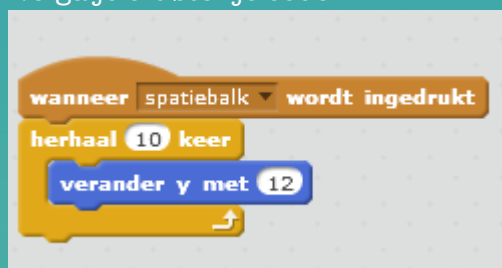 wanneer spatiebalk wordt ingedrukt
herhaal 10 keer
verander y met 12